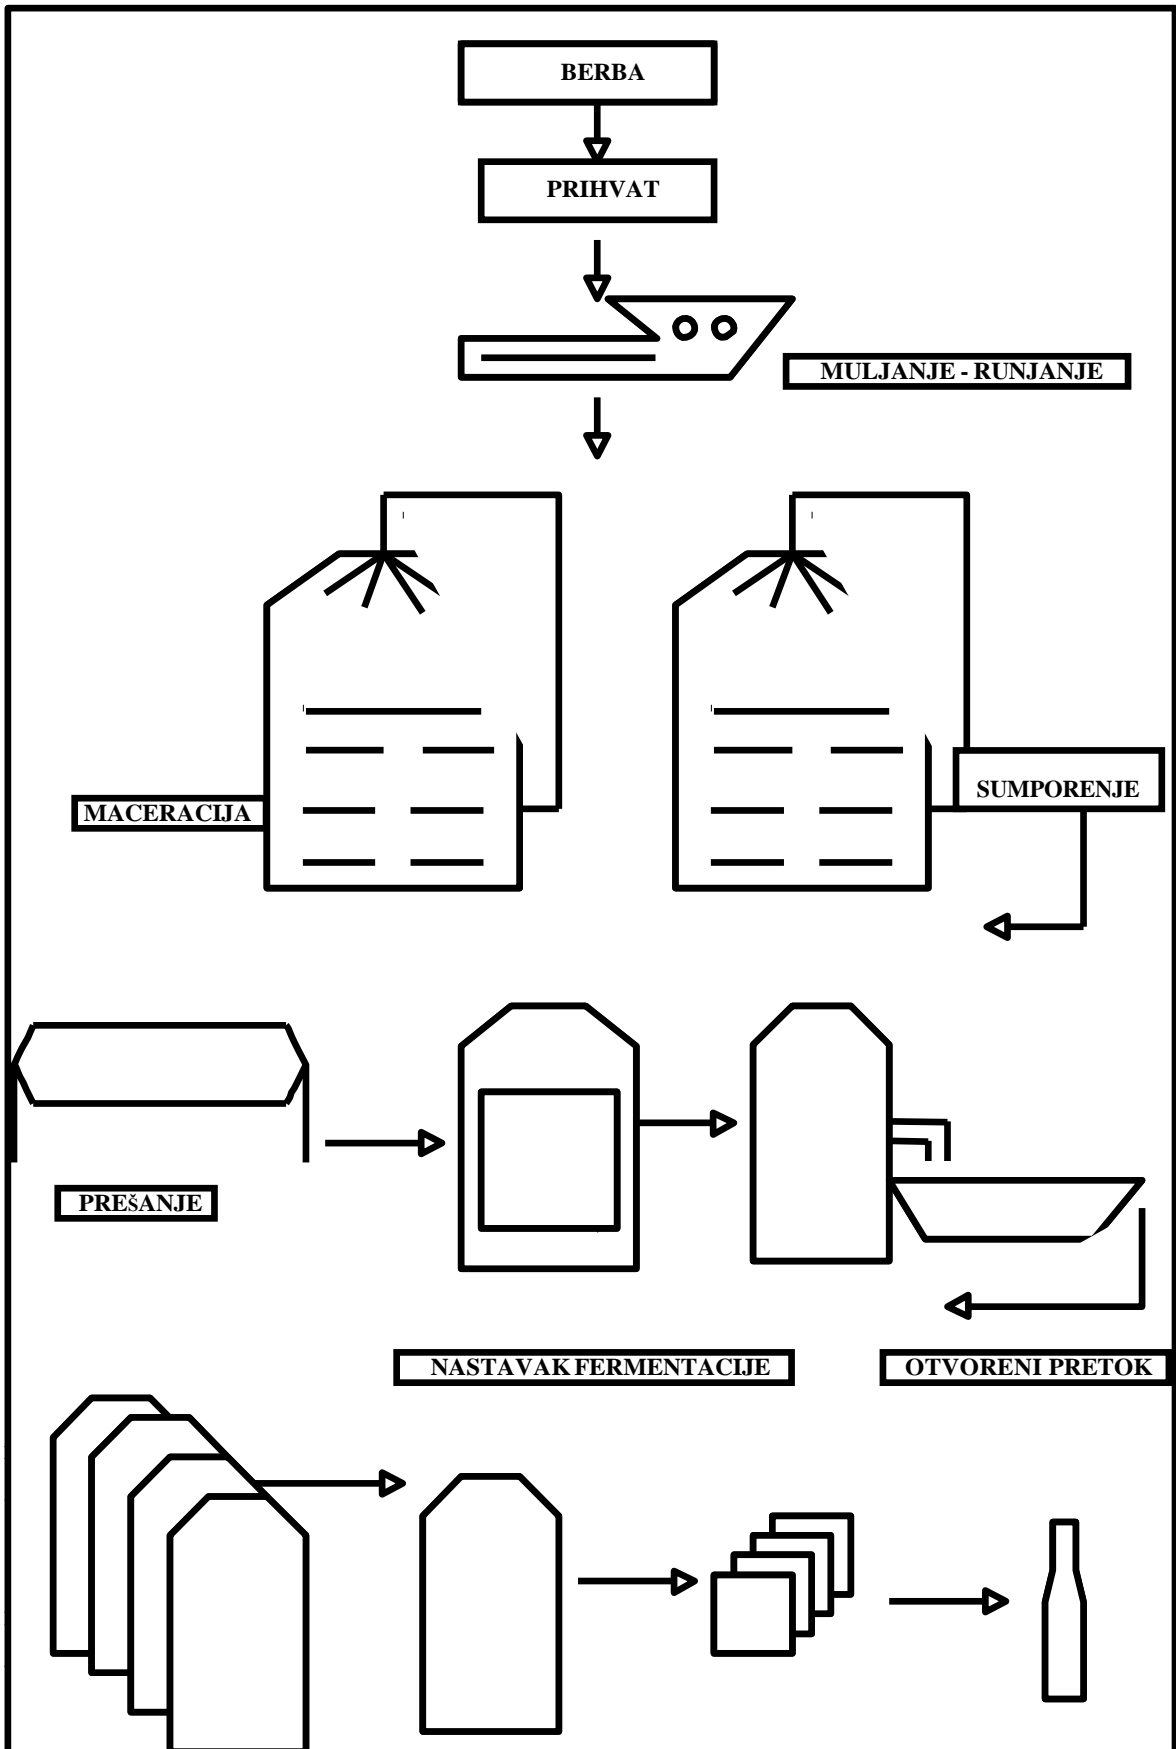 BERBA
PRIHVAT
MULJANJE - RUNJANJE
MACERACIJA
SUMPORENJE
PREŠANJE
NASTAVAK FERMENTACIJE
OTVORENI PRETOK